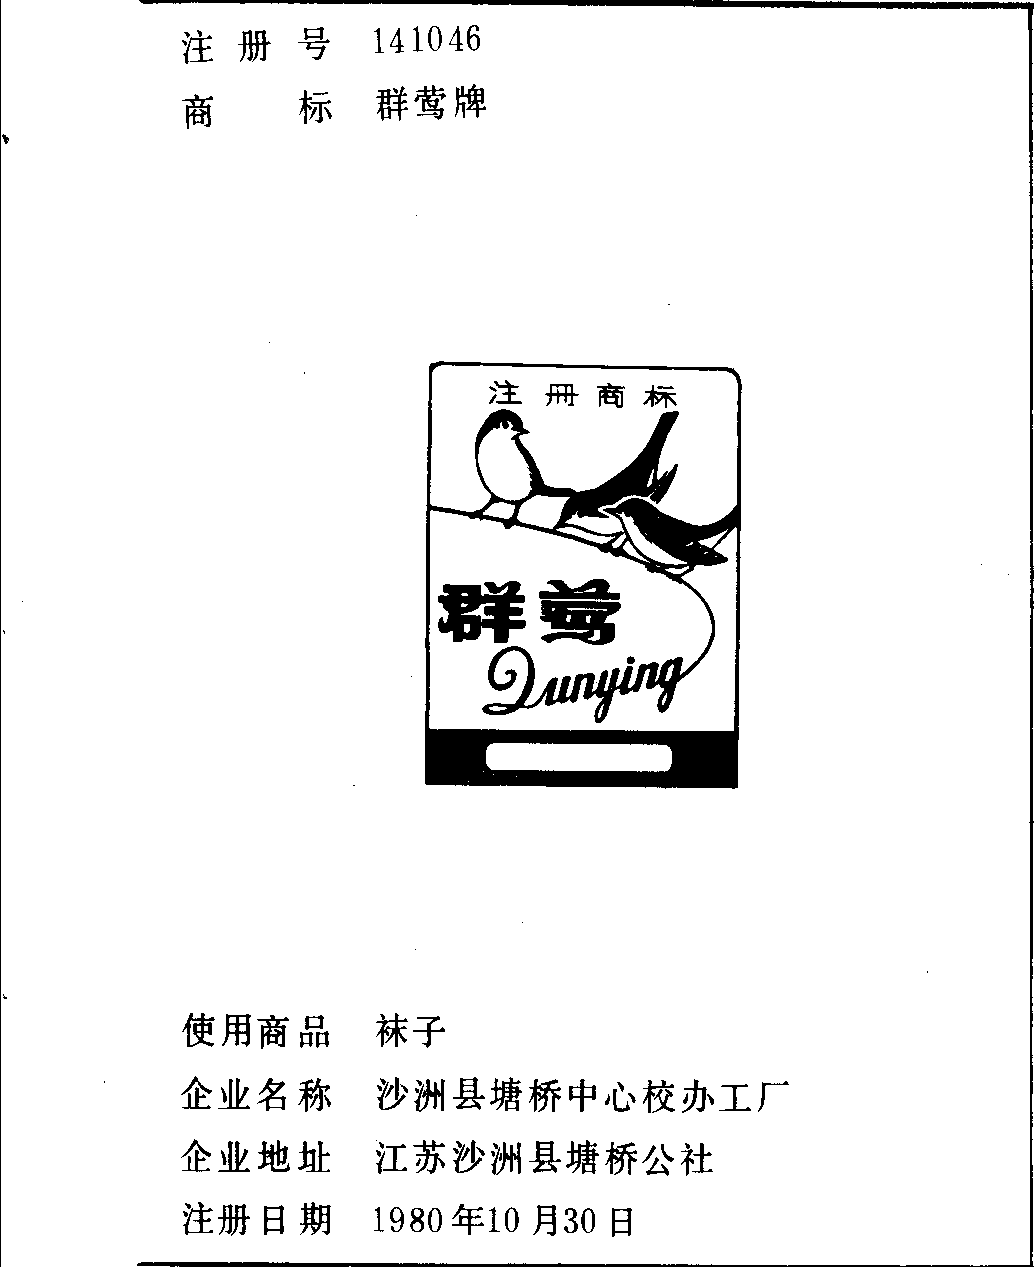 注册号 141046
商标 群莺牌
注册商标
群莺
Qunying
使用商品 袜子
企业名称 沙洲县塘桥中心校办工厂
企业地址 江苏沙洲县塘桥公社
注册日期 1980年10月30日